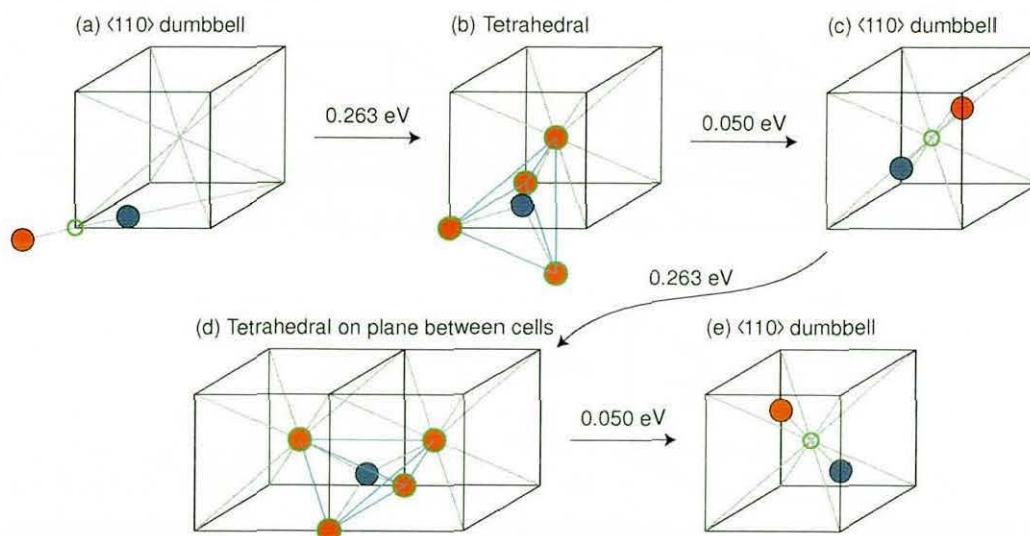 (a) ⟨110⟩ dumbbell
(b) Tetrahedral
(c) ⟨110⟩ dumbbell
0.263 eV
0.050 eV
0.263 eV
(d) Tetrahedral on plane between cells
(e) ⟨110⟩ dumbbell
0.050 eV